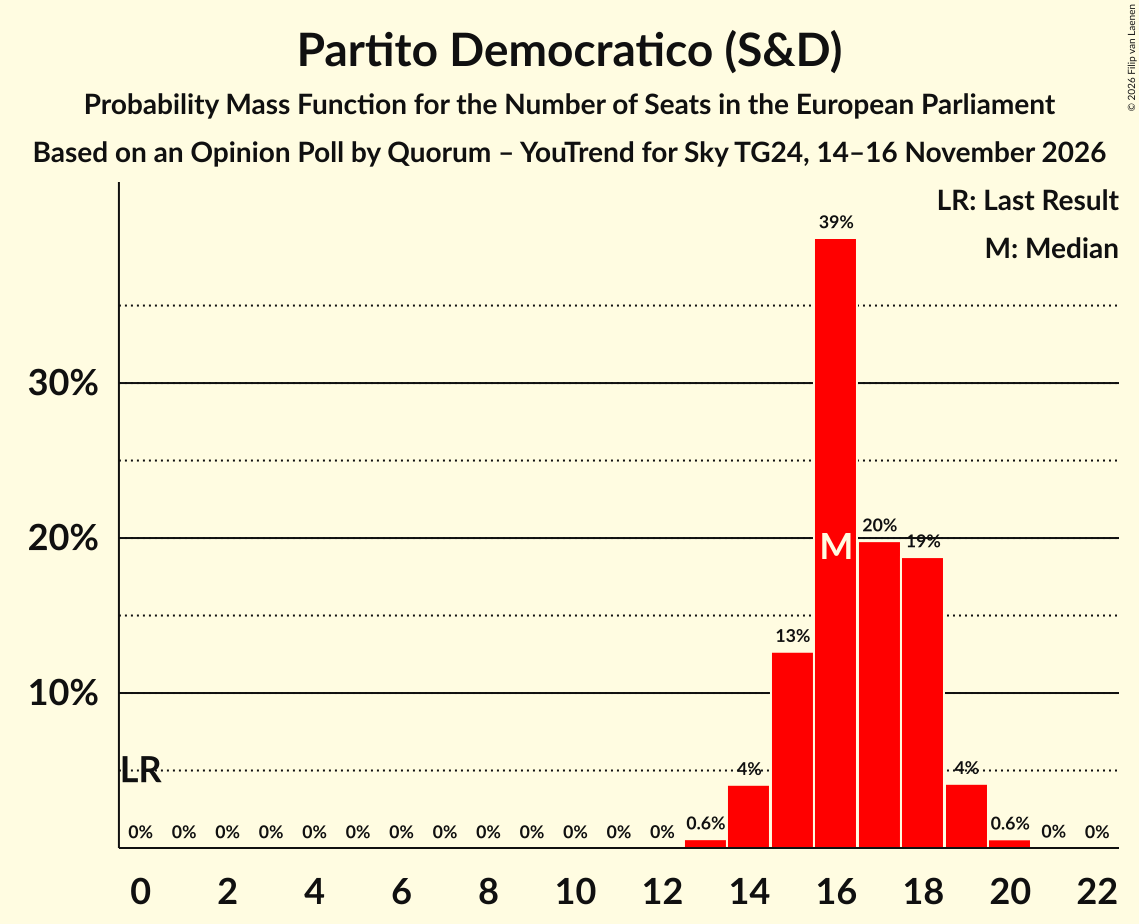 © 2026 Filip van Laenen
Partito Democratico (S&D)
Probability Mass Function for the Number of Seats in the European Parliament
Based on an Opinion Poll by Quorum – YouTrend for Sky TG24, 14–16 November 2026
LR: Last Result
M: Median
39%
30%
20%
M
20%
19%
13%
10%
LR
4%
4%
0% 0% 0% 0% 0% 0% 0% 0% 0% 0% 0% 0% 0% 0.6% 0.6% 0% 0%
0 2 4 6 8 10 12 14 16 18 20 22